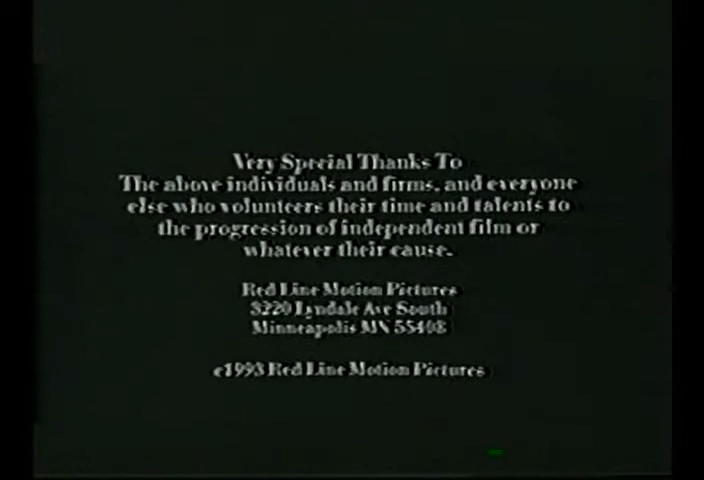 Very Special Thanks To
The above individuals and firms, and everyone
else who volunteers their time and talents to
the progression of independent film or
whatever their cause.
Red Line Motion Pictures
3220 Lyndale Ave South
Minneapolis MN 55408
c1993 Red Line Motion Pictures